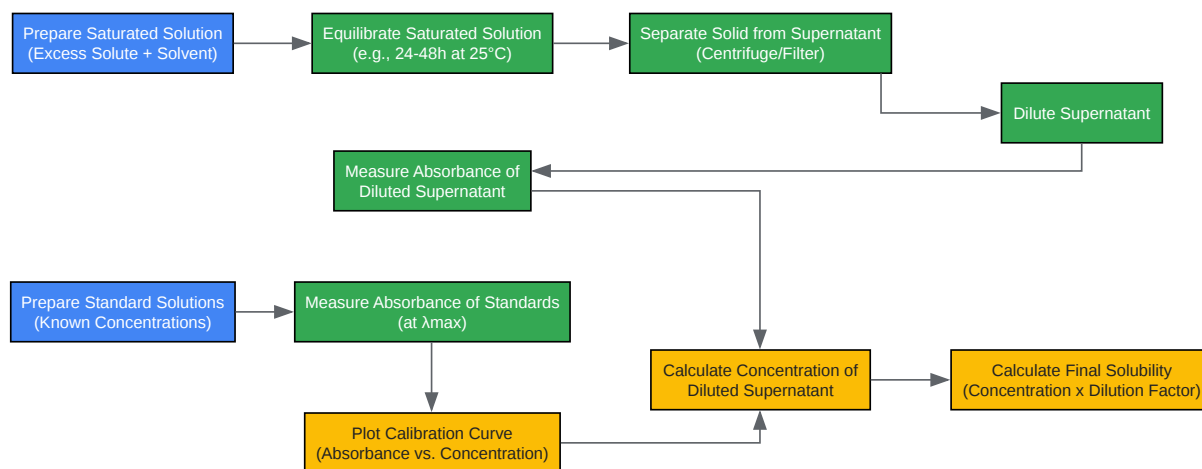 Prepare Saturated Solution
(Excess Solute + Solvent)
Equilibrate Saturated Solution
(e.g., 24-48h at 25°C)
Separate Solid from Supernatant
(Centrifuge/Filter)
Dilute Supernatant
Measure Absorbance of
Diluted Supernatant
Prepare Standard Solutions
(Known Concentrations)
Measure Absorbance of Standards
(at λmax)
Plot Calibration Curve
(Absorbance vs. Concentration)
Calculate Concentration of
Diluted Supernatant
Calculate Final Solubility
(Concentration x Dilution Factor)